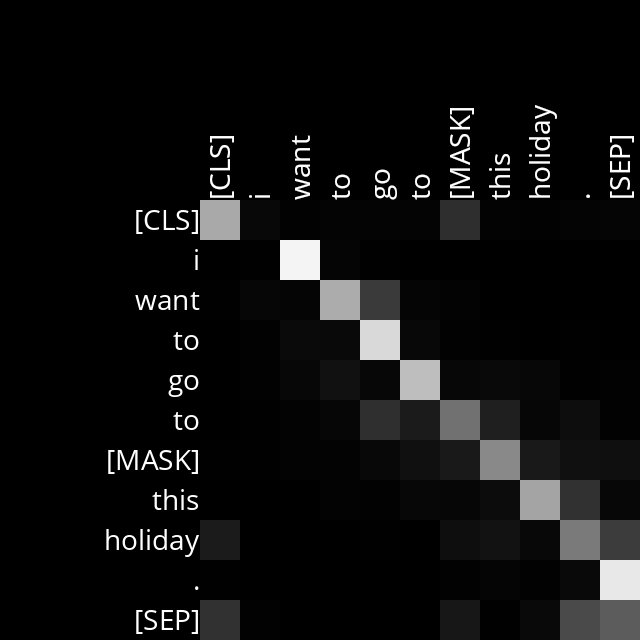 [CLS] i want to go to [MASK] this holiday . [SEP]
[CLS]
i
want
to
go
to
[MASK]
this
holiday
.
[SEP]